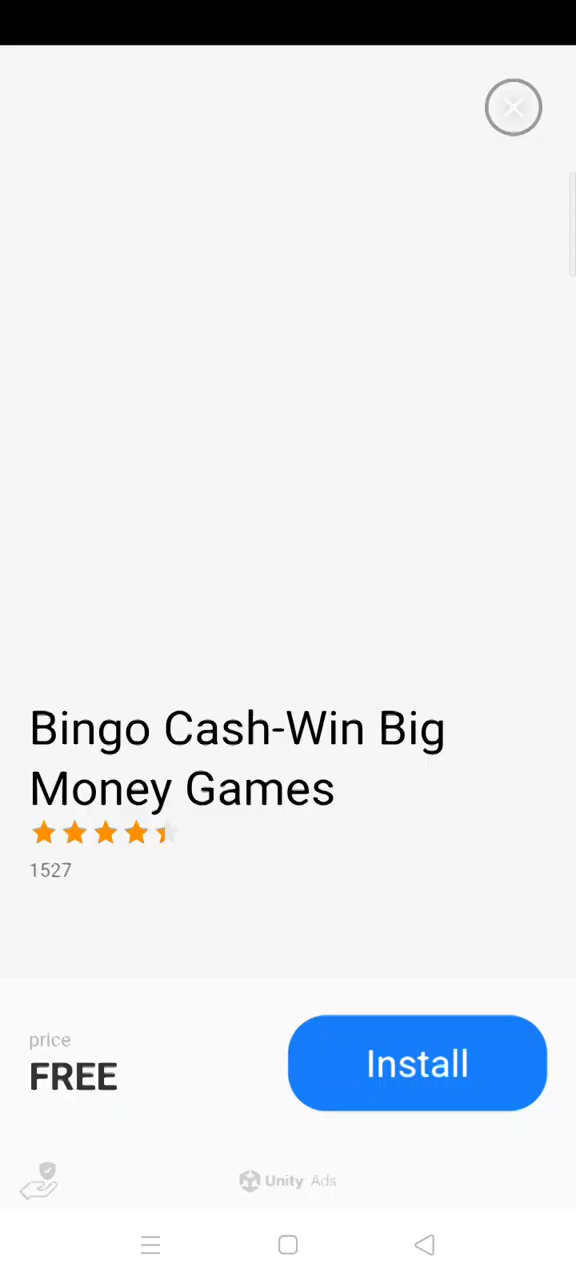 Bingo Cash-Win Big
Money Games
1527
price
FREE
Install
Unity Ads